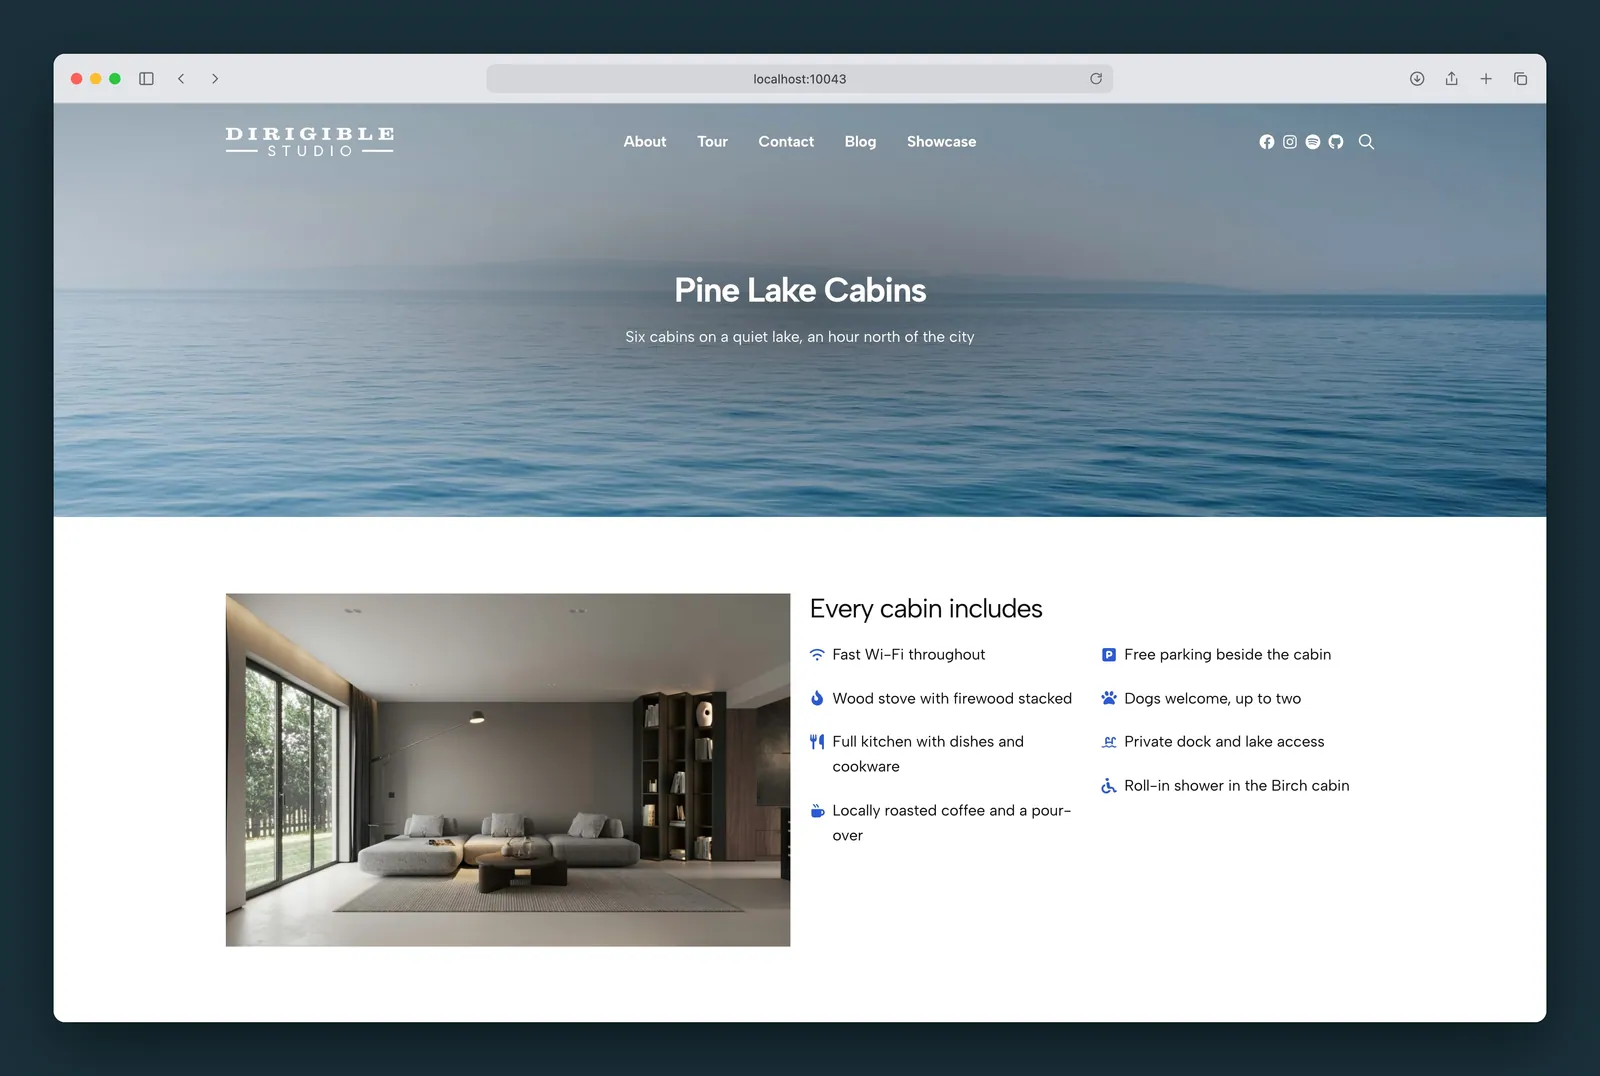 localhost:10043
DIRIGIBLE
STUDIO
About Tour Contact Blog Showcase
Pine Lake Cabins
Six cabins on a quiet lake, an hour north of the city
Every cabin includes
Fast Wi-Fi throughout
Wood stove with firewood stacked
Full kitchen with dishes and
cookware
Locally roasted coffee and a pour-
over
P
Free parking beside the cabin
Dogs welcome, up to two
Private dock and lake access
Roll-in shower in the Birch cabin